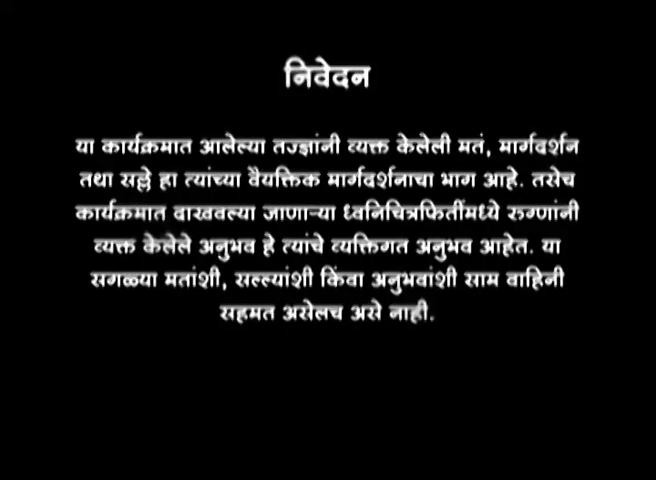 निवेदन
या कार्यक्रमात आलेल्या तज्ज्ञांनी व्यक्त केलेली मतं, मार्गदर्शन
तथा सल्ले हा त्यांच्या वैयक्तिक मार्गदर्शनाचा भाग आहे. तसेच
कार्यक्रमात दाखवल्या जाणाऱ्या ध्वनिचित्रफितींमध्ये रुग्णांनी
व्यक्त केलेले अनुभव हे त्यांचे व्यक्तिगत अनुभव आहेत. या
सगळ्या मतांशी, सल्ल्यांशी किंवा अनुभवांशी साम वाहिनी
सहमत असेलच असे नाही.